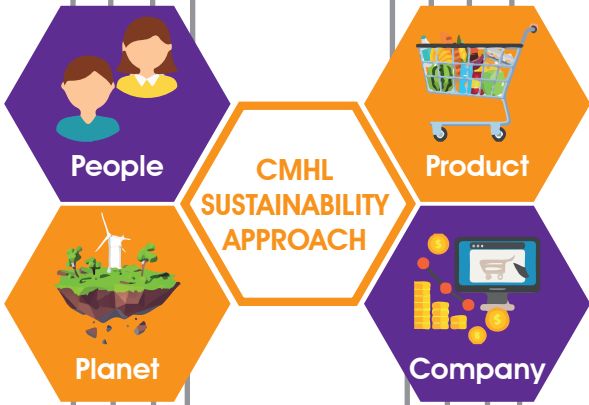 People
Product
CMHL
SUSTAINABILITY
APPROACH
Planet
Company